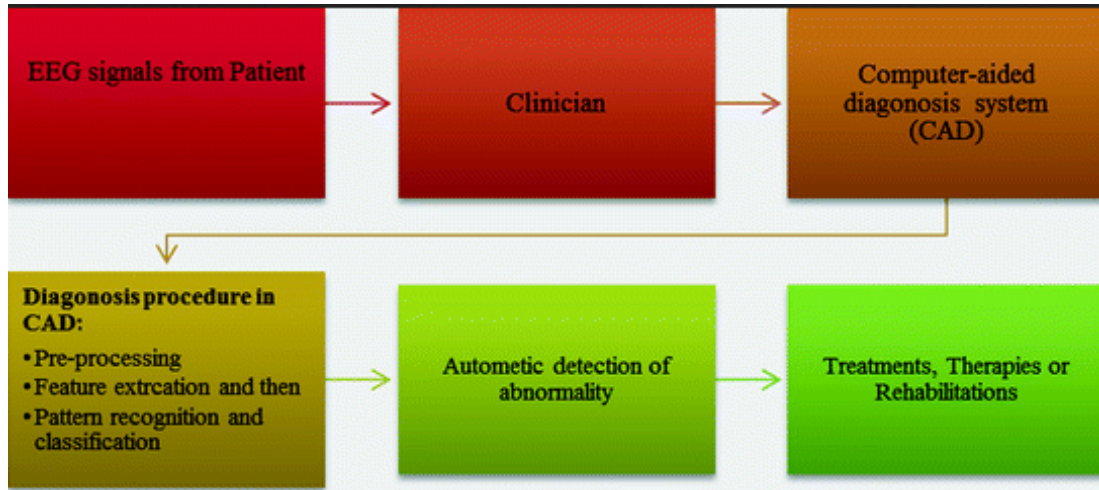 EEG signals from Patient
Clinician
Computer-aided
diagonosis system
(CAD)
Diagonosis procedure in
CAD:
•Pre-processing
•Feature extrcation and then
•Pattern recognition and
classification
Autometic detection of
abnormality
Treatments, Therapies or
Rehabilitations